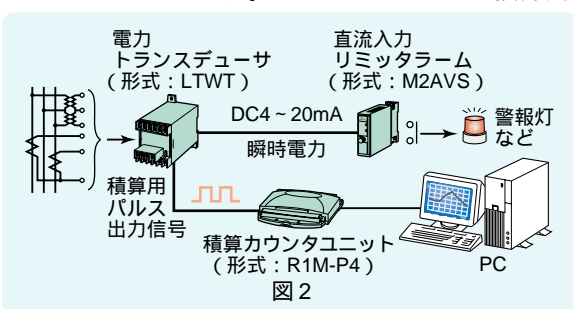 電力
トランスデューサ
（形式：LTWT）
直流入力
リミッタラーム
（形式：M2AVS）
DC4～20mA
瞬時電力
警報灯
など
積算用
パルス
出力信号
積算カウンタユニット
（形式：R1M-P4）
PC
図2